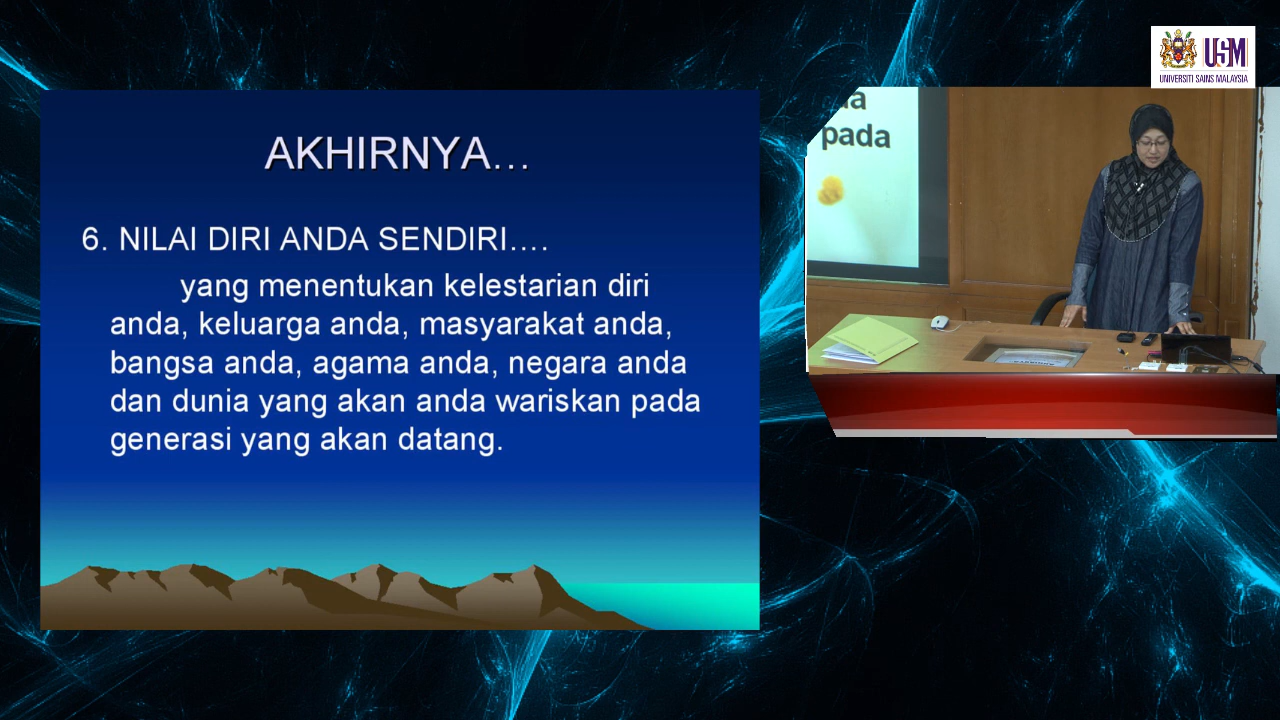 AKHIRNYA…
6. NILAI DIRI ANDA SENDIRI….
yang menentukan kelestarian diri
anda, keluarga anda, masyarakat anda,
bangsa anda, agama anda, negara anda
dan dunia yang akan anda wariskan pada
generasi yang akan datang.
USM
UNIVERSITI SAINS MALAYSIA
pada